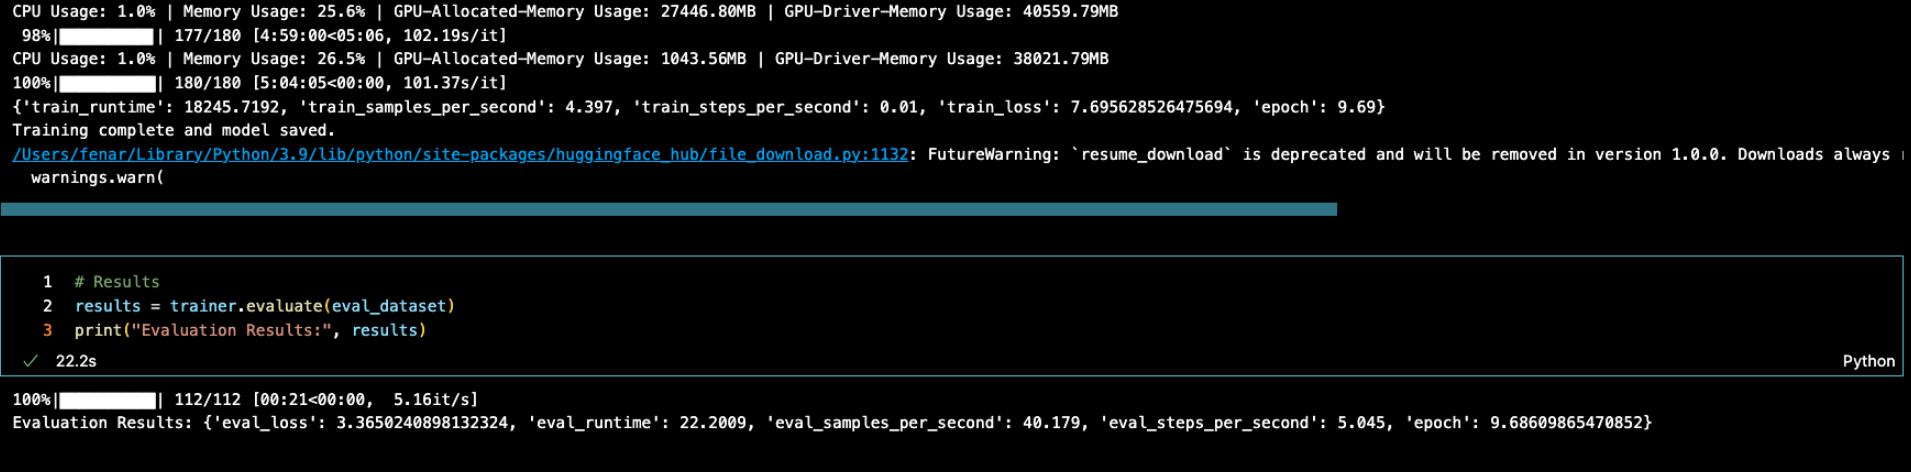 CPU Usage: 1.0% | Memory Usage: 25.6% | GPU-Allocated-Memory Usage: 27446.80MB | GPU-Driver-Memory Usage: 40559.79MB
98%|██████████| 177/180 [4:59:00<05:06, 102.19s/it]
CPU Usage: 1.0% | Memory Usage: 26.5% | GPU-Allocated-Memory Usage: 1043.56MB | GPU-Driver-Memory Usage: 38021.79MB
100%|██████████| 180/180 [5:04:05<00:00, 101.37s/it]
{'train_runtime': 18245.7192, 'train_samples_per_second': 4.397, 'train_steps_per_second': 0.01, 'train_loss': 7.695628526475694, 'epoch': 9.69}
Training complete and model saved.
/Users/fenar/Library/Python/3.9/lib/python/site-packages/huggingface_hub/file_download.py:1132: FutureWarning: `resume_download` is deprecated and will be removed in version 1.0.0. Downloads always
warnings.warn(
1 # Results
2 results = trainer.evaluate(eval_dataset)
3 print("Evaluation Results:", results)
✓ 22.2s
Python
100%|██████████| 112/112 [00:21<00:00, 5.16it/s]
Evaluation Results: {'eval_loss': 3.3650240898132324, 'eval_runtime': 22.2009, 'eval_samples_per_second': 40.179, 'eval_steps_per_second': 5.045, 'epoch': 9.68609865470852}